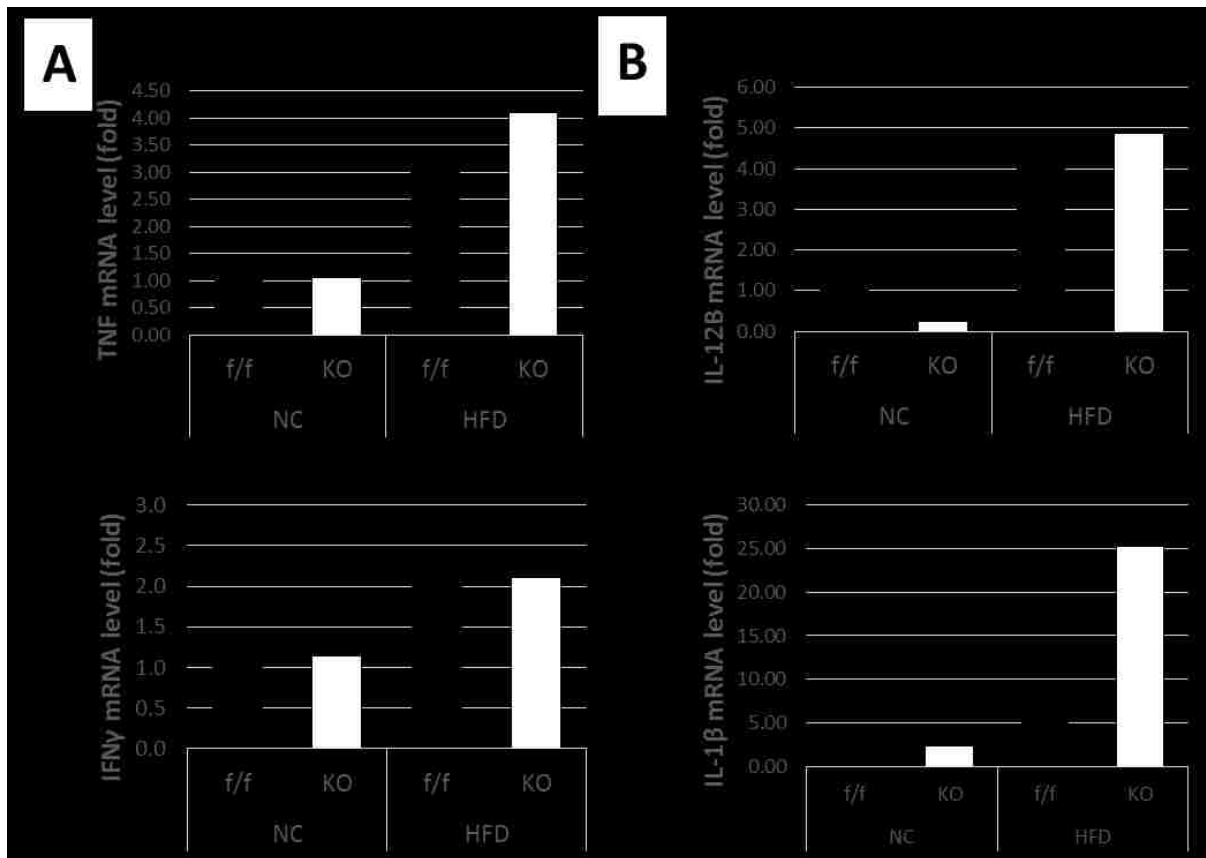 A
TNF mRNA level (fold)
4.50
4.00
3.50
3.00
2.50
2.00
1.50
1.00
0.50
0.00
f/f KO f/f KO
NC HFD
B
IL-12B mRNA level (fold)
6.00
5.00
4.00
3.00
2.00
1.00
0.00
f/f KO f/f KO
NC HFD
IFNγ mRNA level (fold)
3.0
2.5
2.0
1.5
1.0
0.5
0.0
f/f KO f/f KO
NC HFD
IL-1β mRNA level (fold)
30.00
25.00
20.00
15.00
10.00
5.00
0.00
f/f KO f/f KO
NC HFD